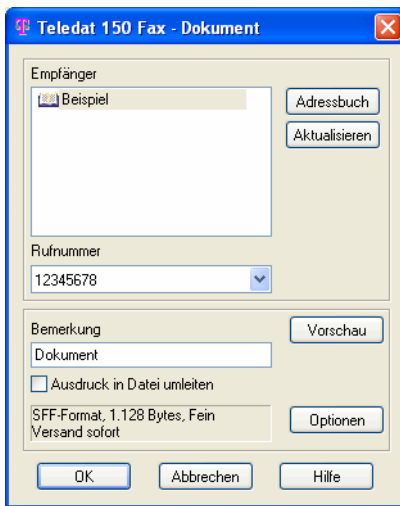 Teledat 150 Fax - Dokument
Empfänger
Beispiel
Adressbuch
Aktualisieren
Rufnummer
12345678
Bemerkung
Vorschau
Dokument
Ausdruck in Datei umleiten
SFF-Format, 1.128 Bytes, Fein
Versand sofort
Optionen
OK
Abbrechen
Hilfe